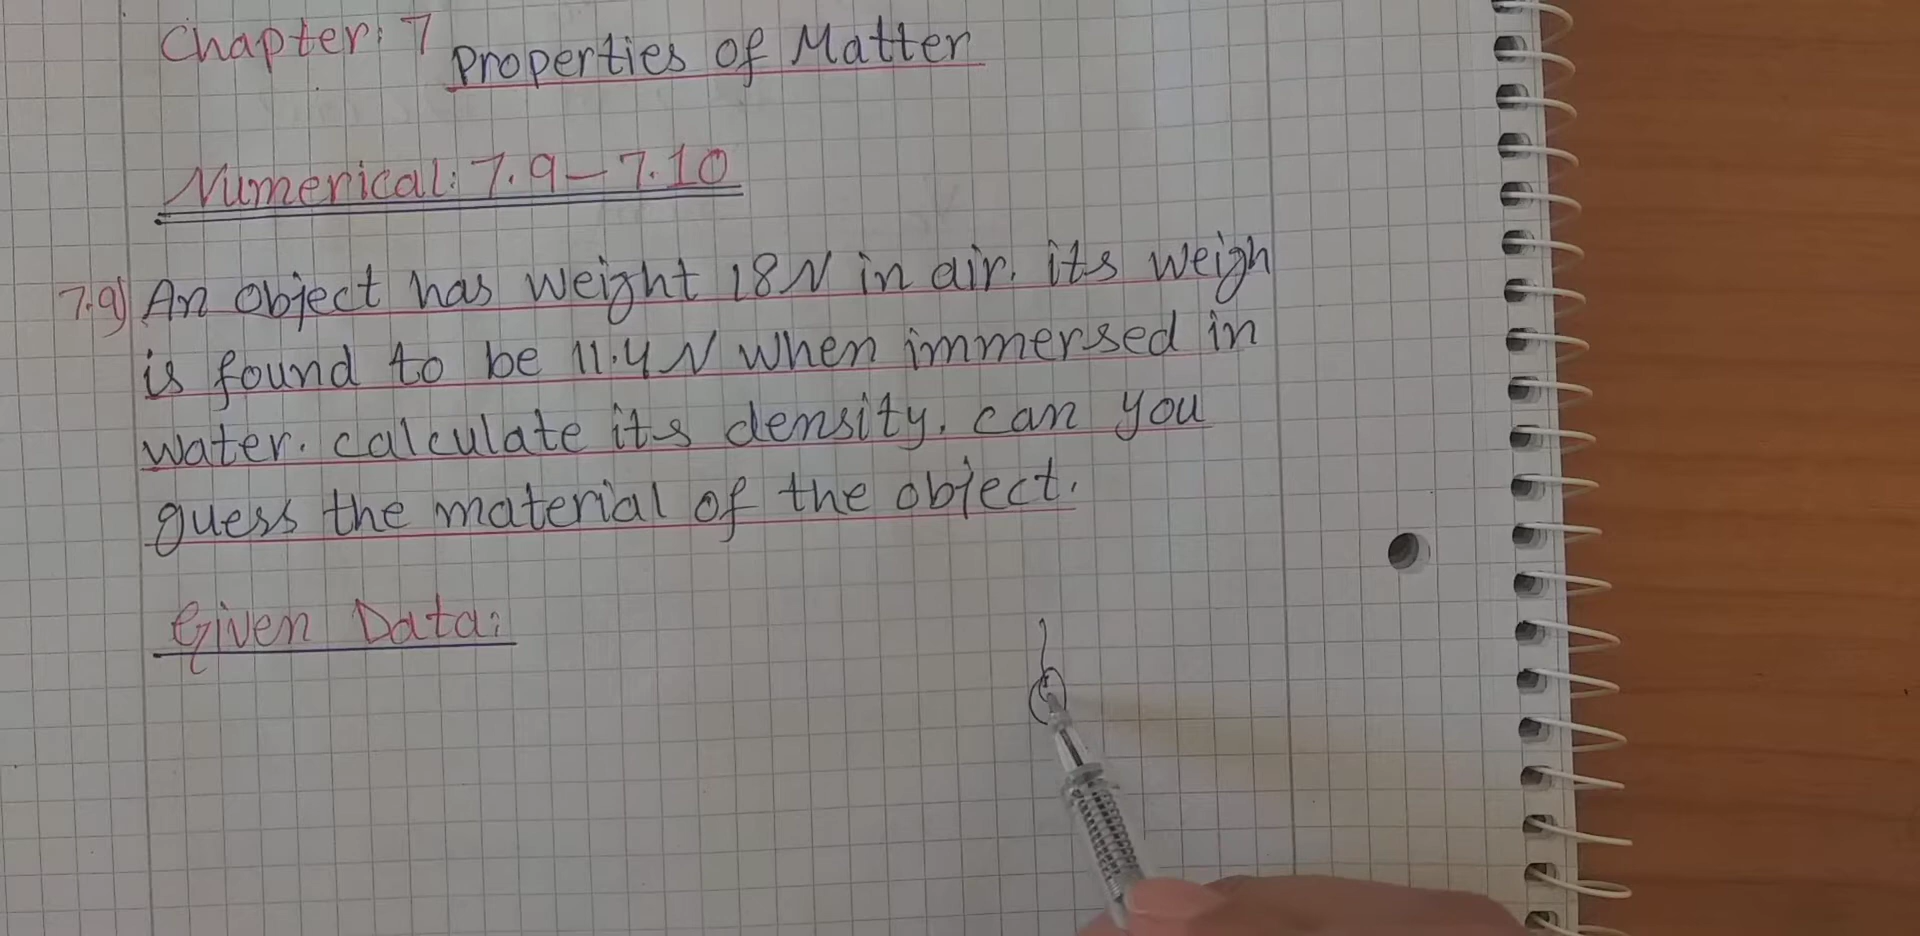 Chapter: 7
Properties of Matter
Numerical: 7.9-7.10
7.9) An object has weight 18N in air. its weigh
is found to be 11.4N when immersed in
water. calculate its density. can you
guess the material of the object.
Given Data: